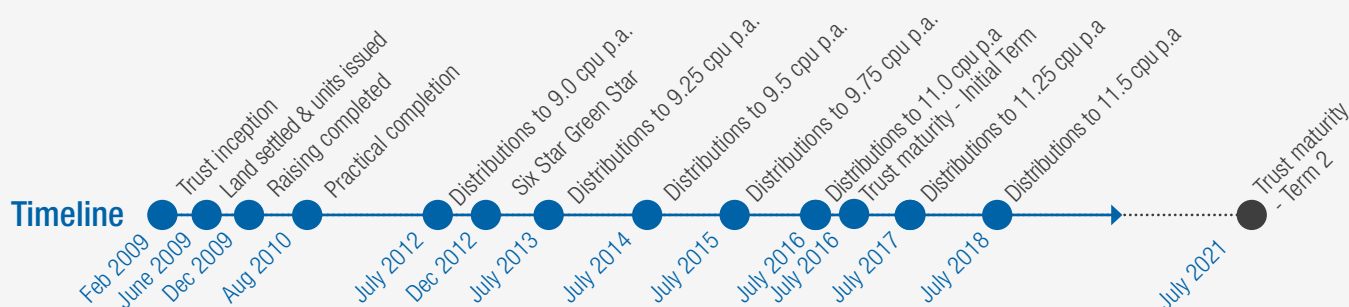 Timeline
Trust inception
Land settled & units issued
Raising completed
Practical completion
Distributions to 9.0 cpu p.a.
Six Star Green Star
Distributions to 9.25 cpu p.a.
Distributions to 9.5 cpu p.a.
Distributions to 9.75 cpu p.a.
Distributions to 11.0 cpu p.a
Trust maturity - Initial Term
Distributions to 11.25 cpu p.a
Distributions to 11.5 cpu p.a
Trust maturity
- Term 2
Feb 2009
June 2009
Dec 2009
Aug 2010
July 2012
Dec 2012
July 2013
July 2014
July 2015
July 2016
July 2016
July 2017
July 2018
July 2021